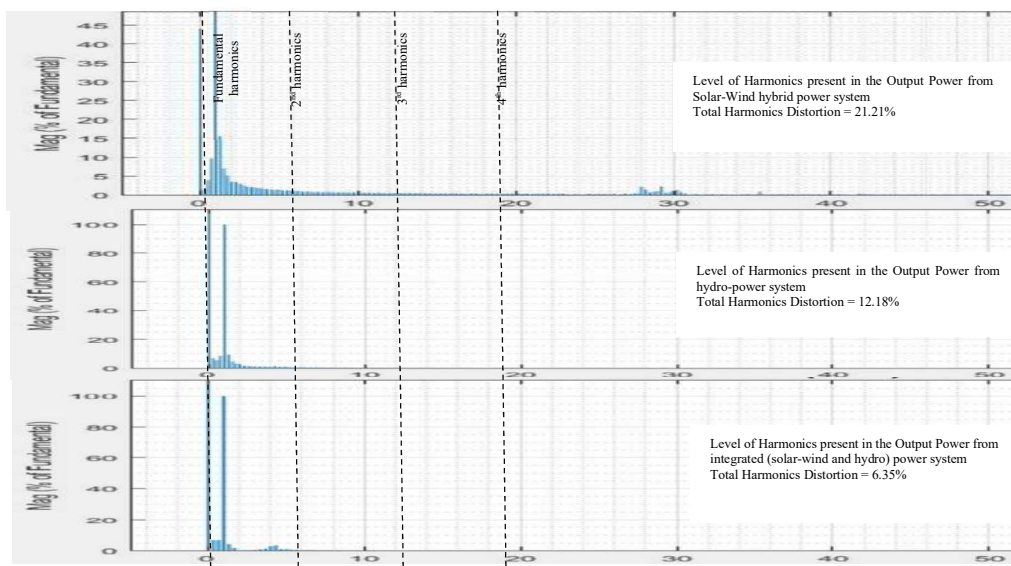 Mag (% of Fundamental)
45
40
35
30
25
20
15
10
5
0
Fundamental
harmonics
2nd harmonics
3rd harmonics
4th harmonics
Level of Harmonics present in the Output Power from
Solar-Wind hybrid power system
Total Harmonics Distortion = 21.21%
0 10 20 30 40 50
Mag (% of Fundamental)
100
80
60
40
20
0
Level of Harmonics present in the Output Power from
hydro-power system
Total Harmonics Distortion = 12.18%
0 10 20 30 40 50
Mag (% of Fundamental)
100
80
60
40
20
0
Level of Harmonics present in the Output Power from
integrated (solar-wind and hydro) power system
Total Harmonics Distortion = 6.35%
0 10 20 30 40 50